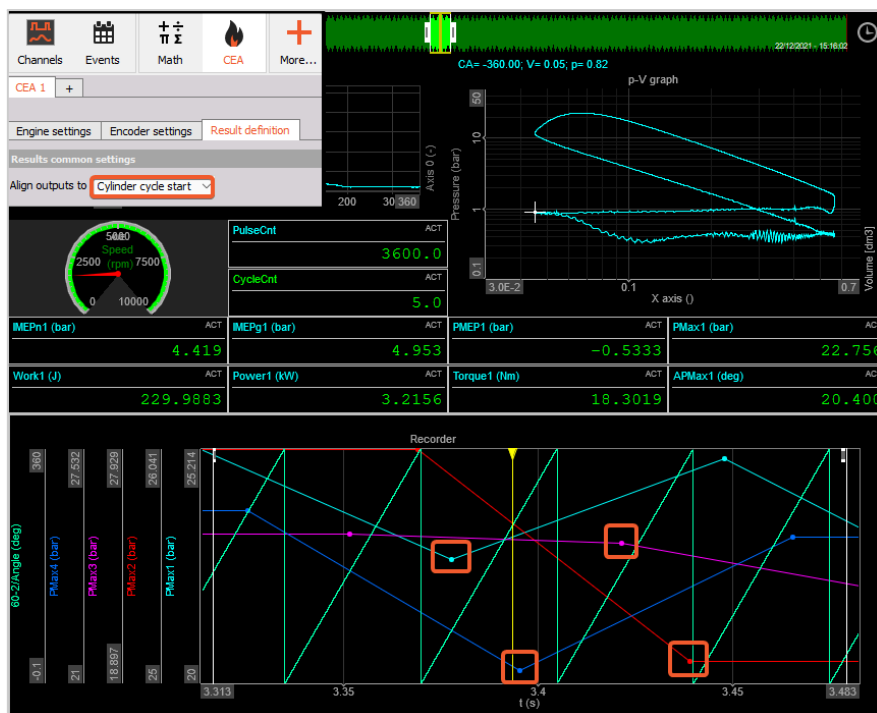 Channels
Events
Math
CEA
More...
22/12/2021 - 15:16:02
CEA 1
+
Engine settings
Encoder settings
Result definition
Results common settings
Align outputs to
Cylinder cycle start
200
300
360
Axis 0 (-)
CA= -360.00; V= 0.05; p= 0.82
p-V graph
50
10
1
0.1
Pressure (bar)
3.0E-2
0.1
0.7
X axis ()
Volume [dm3]
Speed
(rpm)
0
2500
5000
7500
10000
PulseCnt
ACT
3600.0
CycleCnt
ACT
5.0
IMEPn1 (bar)
ACT
4.419
IMEPg1 (bar)
ACT
4.953
PMEP1 (bar)
ACT
-0.5333
PMax1 (bar)
ACT
22.756
Work1 (J)
ACT
229.9883
Power1 (kW)
ACT
3.2156
Torque1 (Nm)
ACT
18.3019
APMax1 (deg)
ACT
20.400
Recorder
360
60-2/Angle (deg)
-0.1
27.532
PMax4 (bar)
21
27.929
PMax3 (bar)
18.897
26.041
PMax2 (bar)
25
25.214
PMax1 (bar)
20
3.313
3.35
3.4
3.45
3.483
t (s)